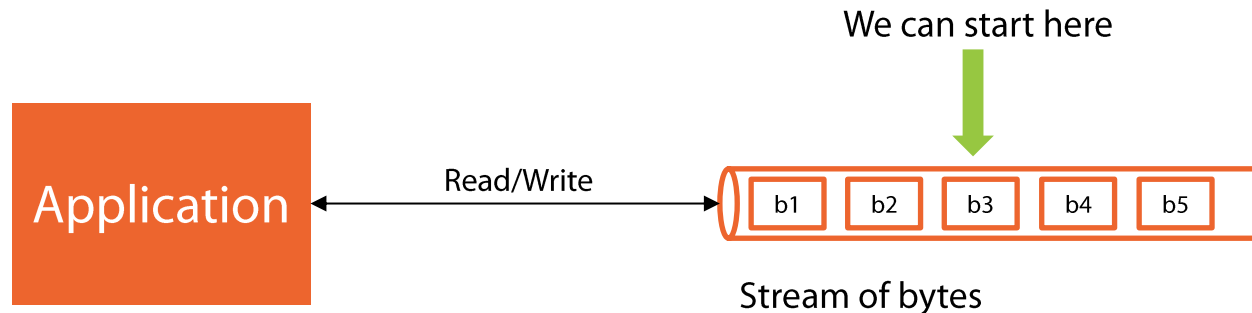 We can start here
Application
Read/Write
b1 b2 b3 b4 b5
Stream of bytes